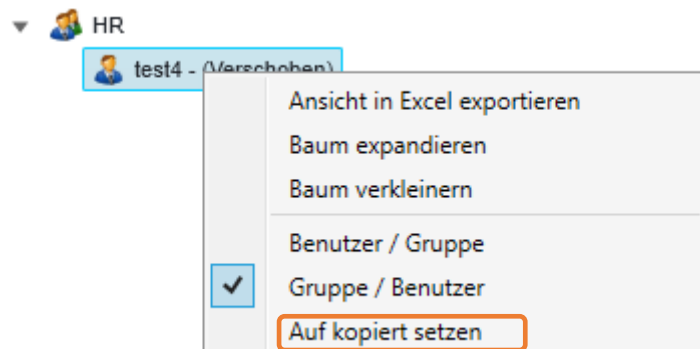 HR
test4 - (Verschoben)
Ansicht in Excel exportieren
Baum expandieren
Baum verkleinern
Benutzer / Gruppe
Gruppe / Benutzer
Auf kopiert setzen